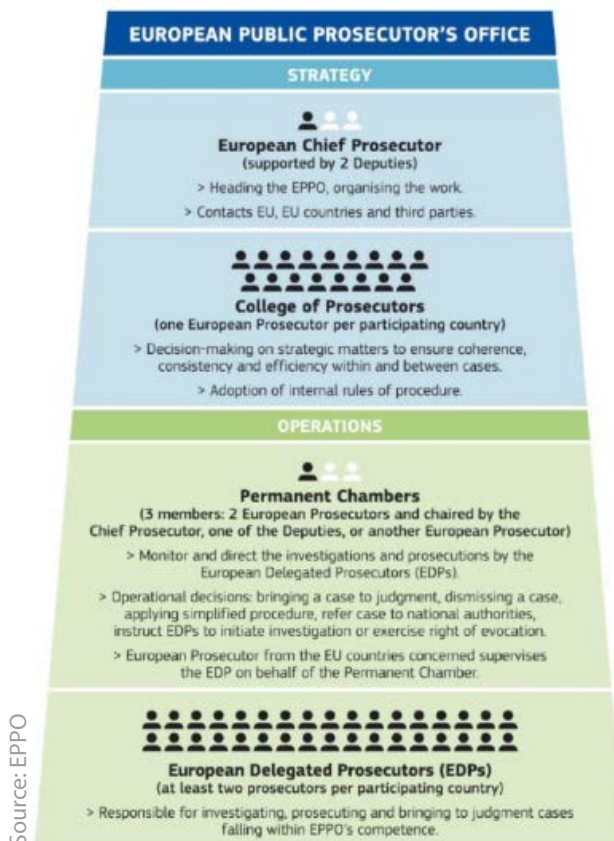 EUROPEAN PUBLIC PROSECUTOR'S OFFICE
STRATEGY
European Chief Prosecutor
(supported by 2 Deputies)
> Heading the EPPO, organising the work.
> Contacts EU, EU countries and third parties.
College of Prosecutors
(one European Prosecutor per participating country)
> Decision-making on strategic matters to ensure coherence,
consistency and efficiency within and between cases.
> Adoption of internal rules of procedure.
OPERATIONS
Permanent Chambers
(3 members: 2 European Prosecutors and chaired by the
Chief Prosecutor, one of the Deputies, or another European Prosecutor)
> Monitor and direct the investigations and prosecutions by the
European Delegated Prosecutors (EDPs).
> Operational decisions: bringing a case to judgment, dismissing a case,
applying simplified procedure, refer case to national authorities,
instruct EDPs to initiate investigation or exercise right of evocation.
> European Prosecutor from the EU countries concerned supervises
the EDP on behalf of the Permanent Chamber.
European Delegated Prosecutors (EDPs)
(at least two prosecutors per participating country)
> Responsible for investigating, prosecuting and bringing to judgment cases
falling within EPPO's competence.
Source: EPPO